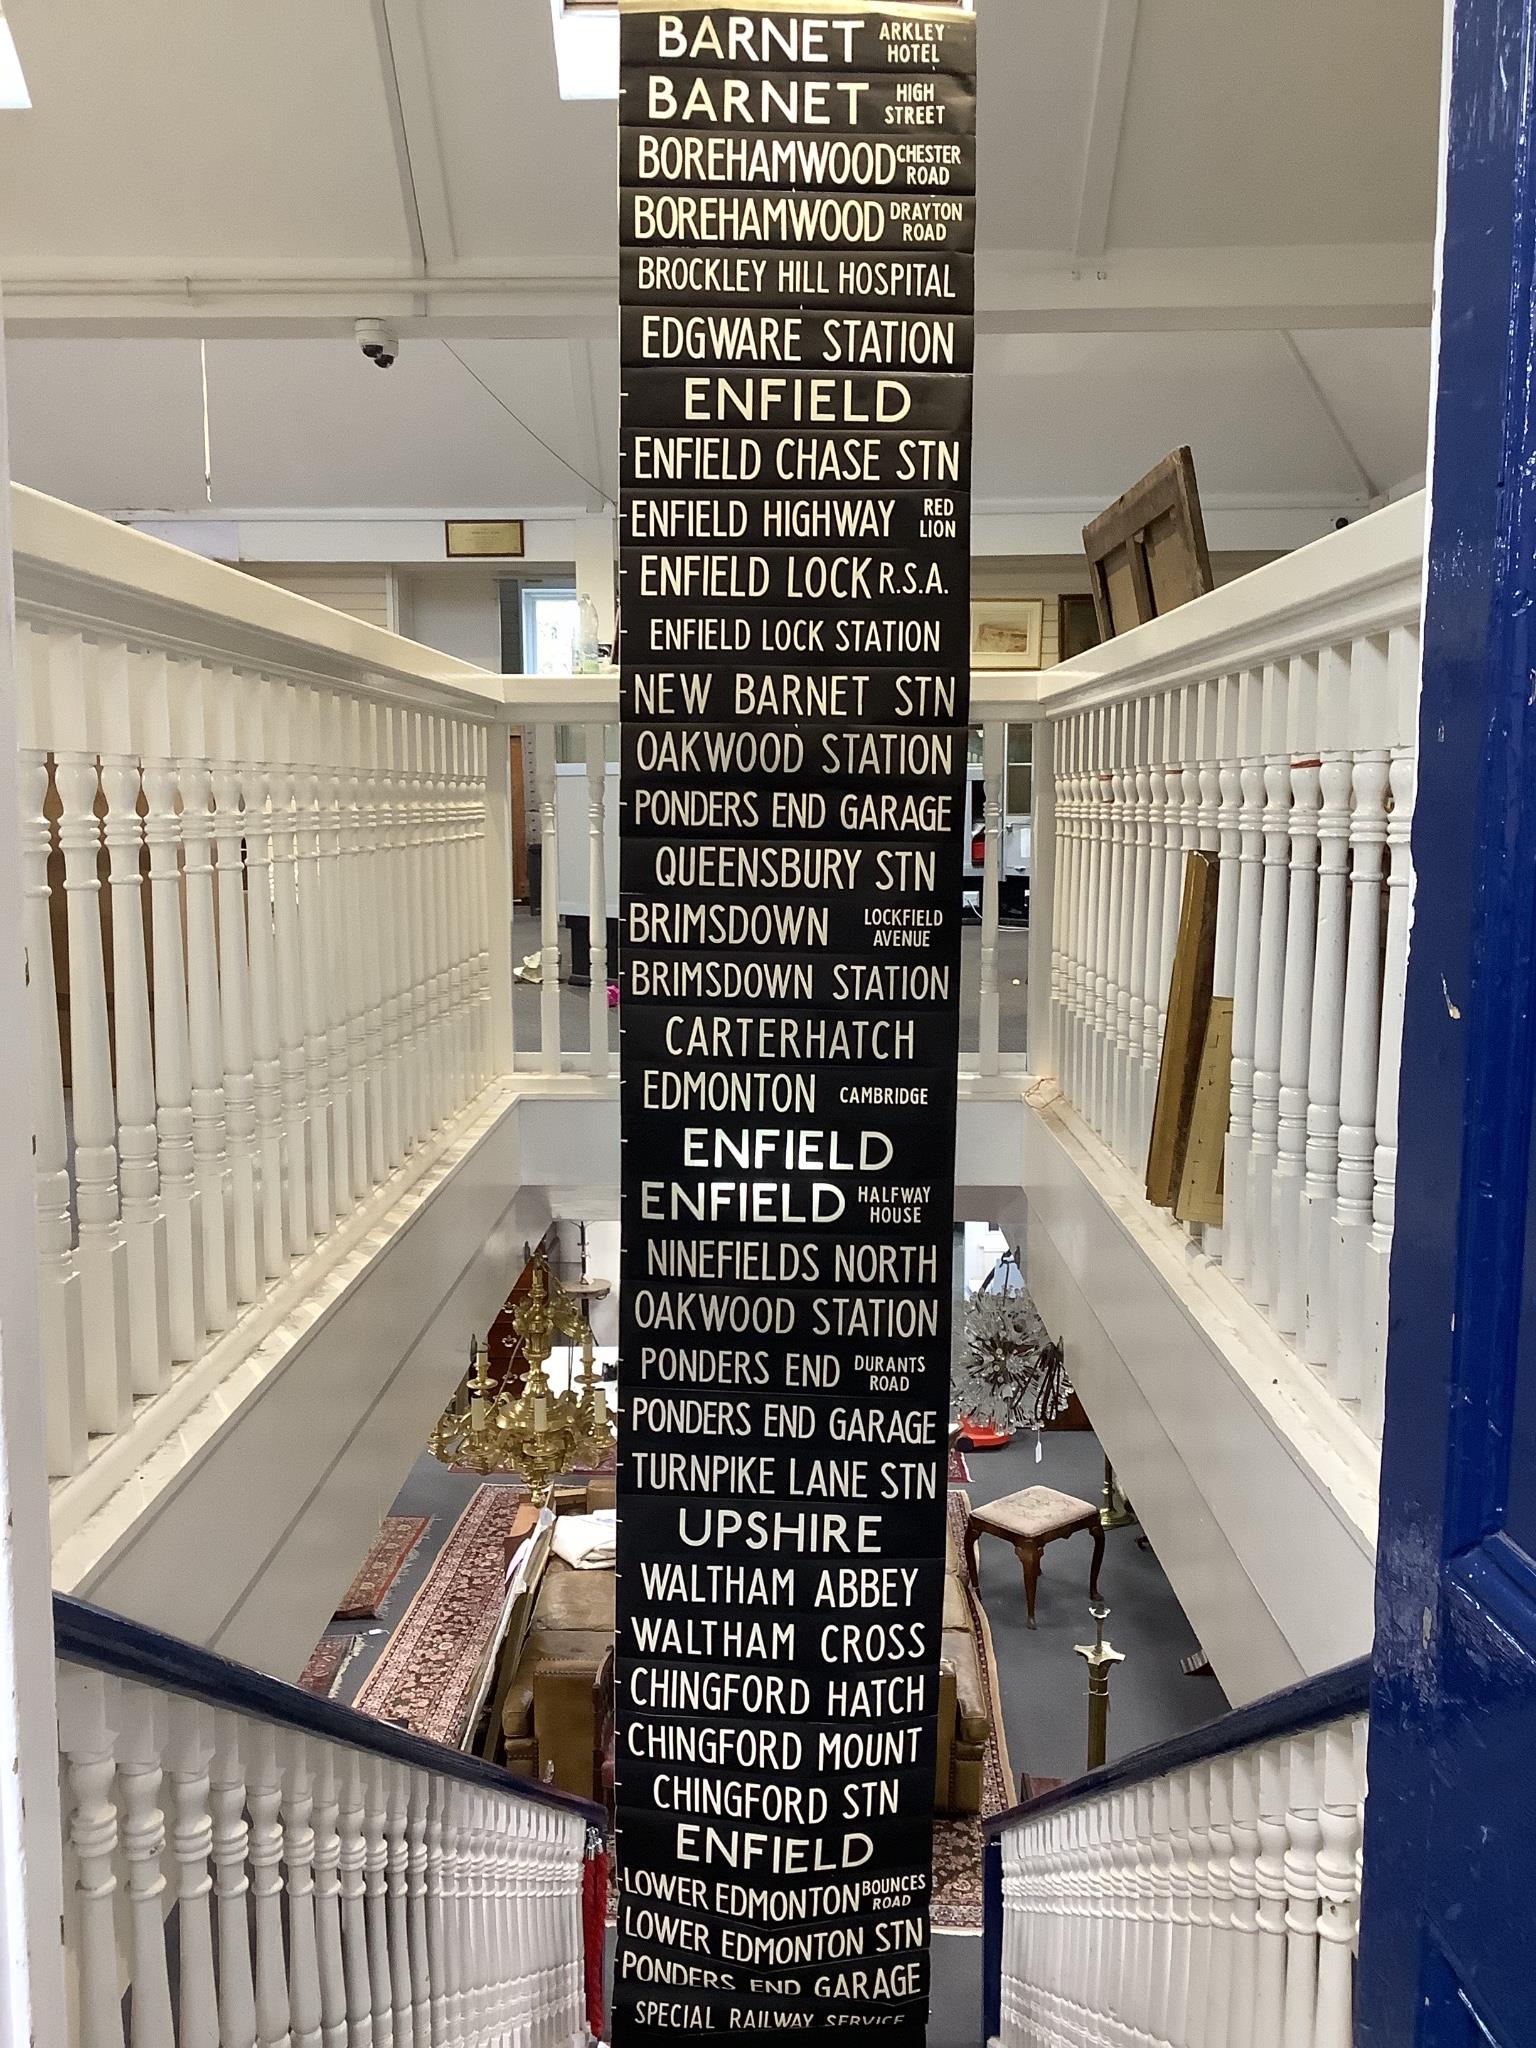 BARNET ARKLEY HOTEL
BARNET HIGH STREET
BOREHAMWOOD CHESTER ROAD
BOREHAMWOOD DRAYTON ROAD
BROCKLEY HILL HOSPITAL
EDGWARE STATION
ENFIELD
ENFIELD CHASE STN
ENFIELD HIGHWAY RED LION
ENFIELD LOCK R.S.A.
ENFIELD LOCK STATION
NEW BARNET STN
OAKWOOD STATION
PONDERS END GARAGE
QUEENSBURY STN
BRIMSDOWN LOCKFIELD AVENUE
BRIMSDOWN STATION
CARTERHATCH
EDMONTON CAMBRIDGE
ENFIELD
ENFIELD HALFWAY HOUSE
NINEFIELDS NORTH
OAKWOOD STATION
PONDERS END DURANTS ROAD
PONDERS END GARAGE
TURNPIKE LANE STN
UPSHIRE
WALTHAM ABBEY
WALTHAM CROSS
CHINGFORD HATCH
CHINGFORD MOUNT
CHINGFORD STN
ENFIELD
LOWER EDMONTON BOUNCES ROAD
LOWER EDMONTON STN
PONDERS END GARAGE
SPECIAL RAILWAY SERVICE